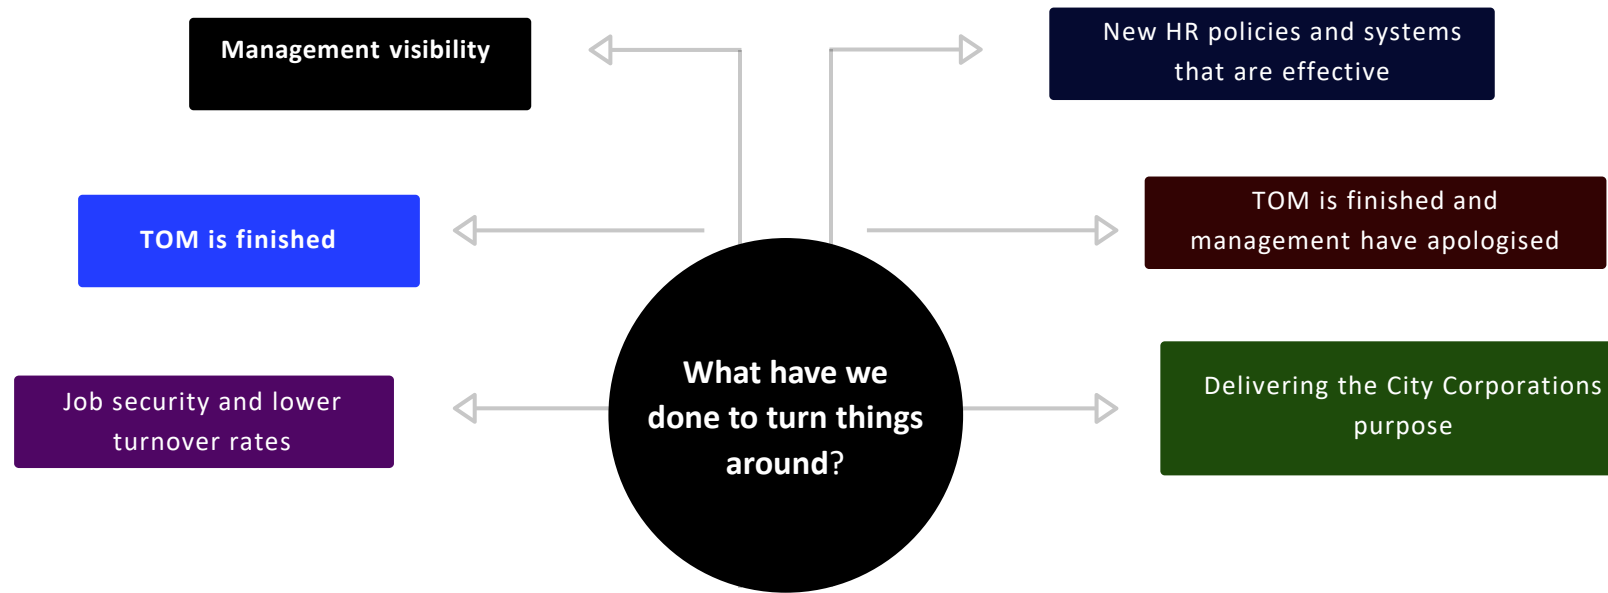 Management visibility
New HR policies and systems
that are effective
TOM is finished
TOM is finished and
management have apologised
Job security and lower
turnover rates
What have we
done to turn things
around?
Delivering the City Corporations
purpose